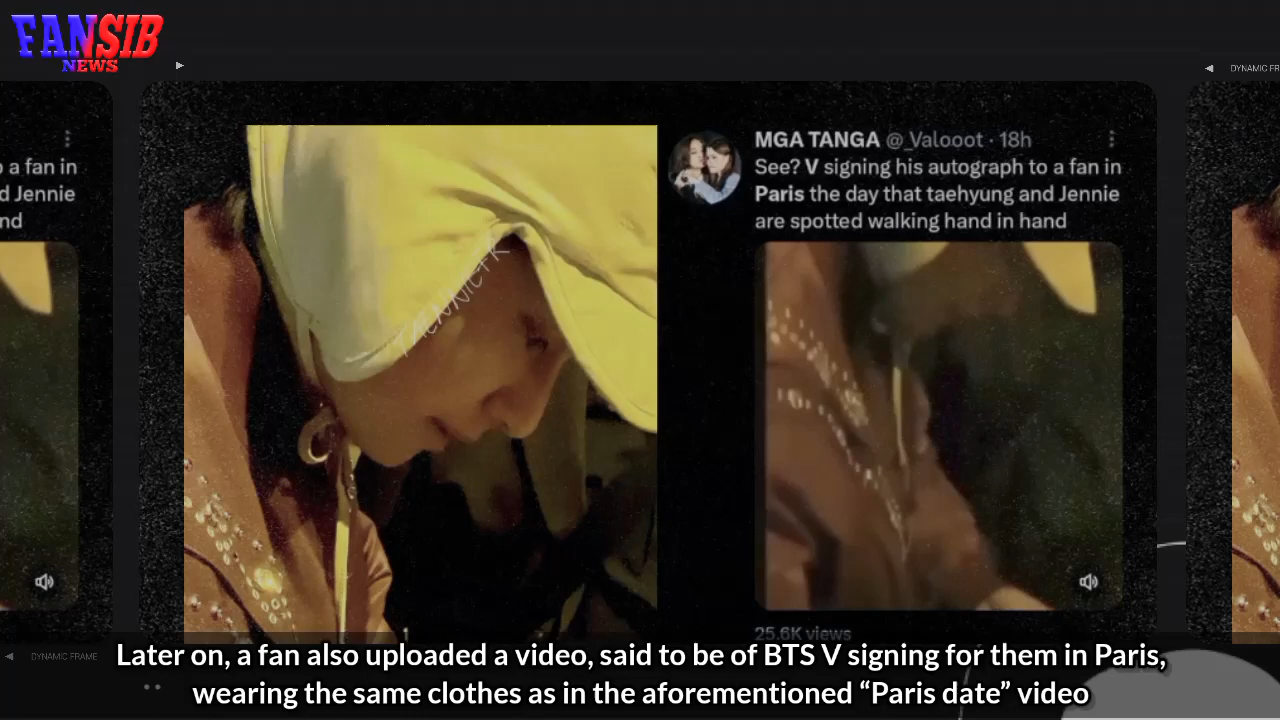 FANSIB
NEWS
DYNAMIC FR
o a fan in
d Jennie
nd
MGA TANGA @_Valooot · 18h
See? V signing his autograph to a fan in
Paris the day that taehyung and Jennie
are spotted walking hand in hand
TAENNIETK
25.6K views
DYNAMIC FRAME
Later on, a fan also uploaded a video, said to be of BTS V signing for them in Paris,
wearing the same clothes as in the aforementioned “Paris date” video